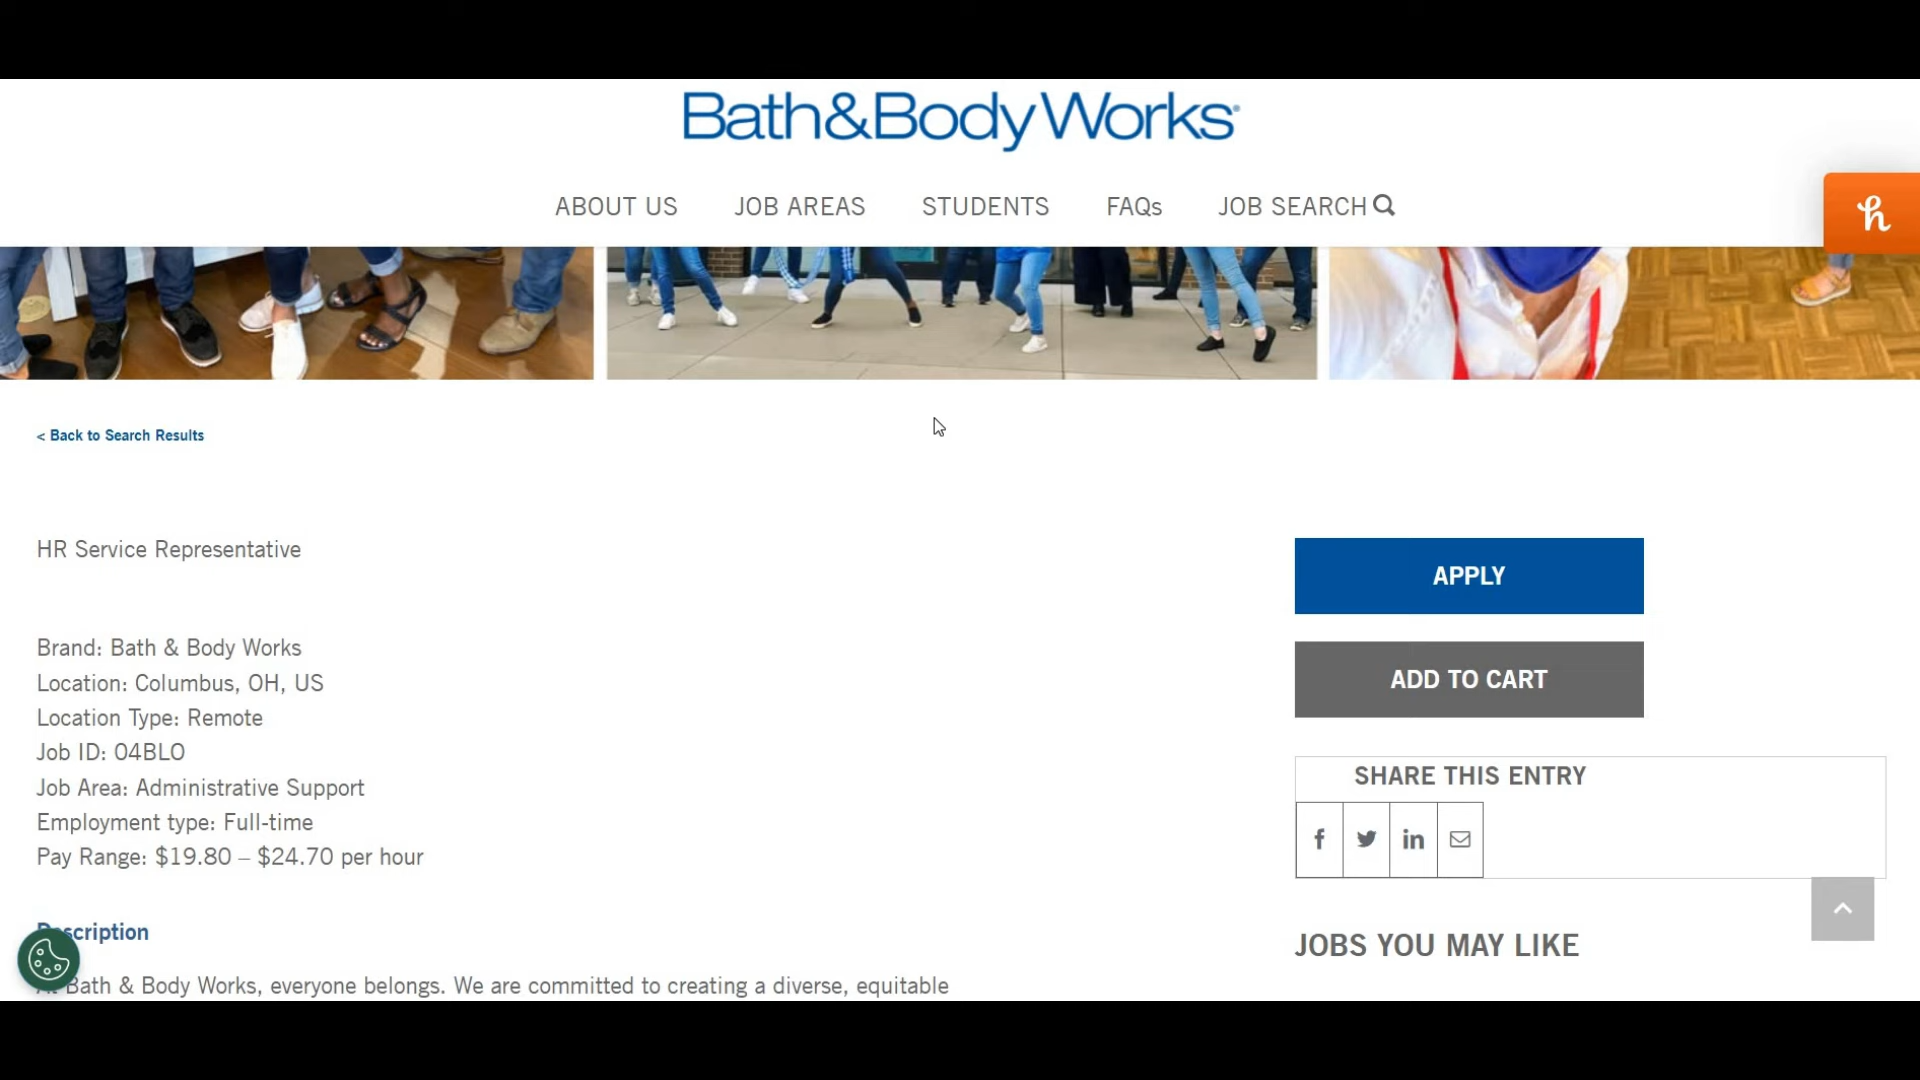 Bath&Body Works®
ABOUT US JOB AREAS STUDENTS FAQs JOB SEARCH
h
< Back to Search Results
HR Service Representative
APPLY
Brand: Bath & Body Works
Location: Columbus, OH, US
ADD TO CART
Location Type: Remote
Job ID: 04BLO
Job Area: Administrative Support
SHARE THIS ENTRY
Employment type: Full-time
Pay Range: $19.80 – $24.70 per hour
Description
JOBS YOU MAY LIKE
At Bath & Body Works, everyone belongs. We are committed to creating a diverse, equitable